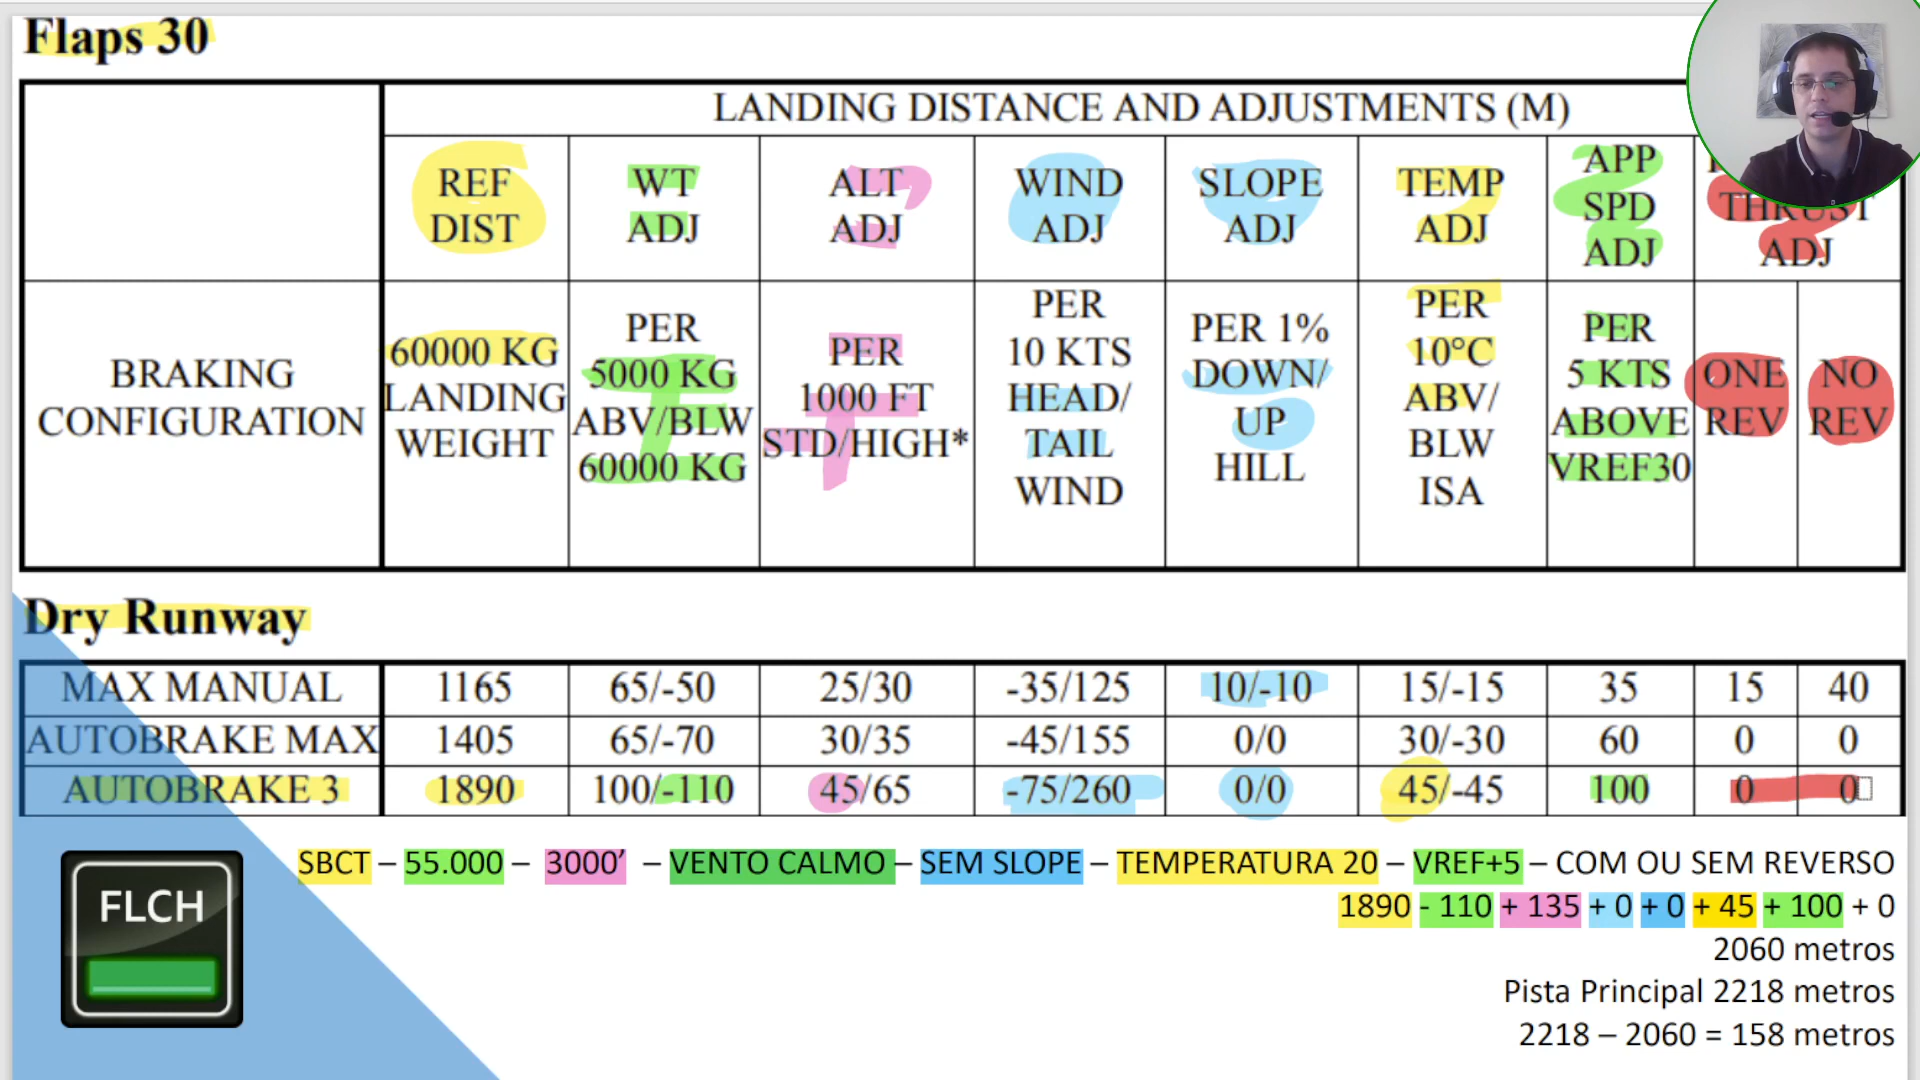 Flaps 30
LANDING DISTANCE AND ADJUSTMENTS (M)
REF
DIST
WT
ADJ
ALT
ADJ
WIND
ADJ
SLOPE
ADJ
TEMP
ADJ
APP
SPD
ADJ
THRUST
ADJ
BRAKING
CONFIGURATION
60000 KG
LANDING
WEIGHT
PER
5000 KG
ABV/BLW
60000 KG
PER
1000 FT
STD/HIGH*
PER
10 KTS
HEAD/
TAIL
WIND
PER 1%
DOWN/
UP
HILL
PER
10°C
ABV/
BLW
ISA
PER
5 KTS
ABOVE
VREF30
ONE
REV
NO
REV
Dry Runway
MAX MANUAL 1165 65/-50 25/30 -35/125 10/-10 15/-15 35 15 40
AUTOBRAKE MAX 1405 65/-70 30/35 -45/155 0/0 30/-30 60 0 0
AUTOBRAKE 3 1890 100/-110 45/65 -75/260 0/0 45/-45 100 0 0
SBCT – 55.000 – 3000’ – VENTO CALMO – SEM SLOPE – TEMPERATURA 20 – VREF+5 – COM OU SEM REVERSO
1890 - 110 + 135 + 0 + 0 + 45 + 100 + 0
2060 metros
Pista Principal 2218 metros
2218 – 2060 = 158 metros
FLCH